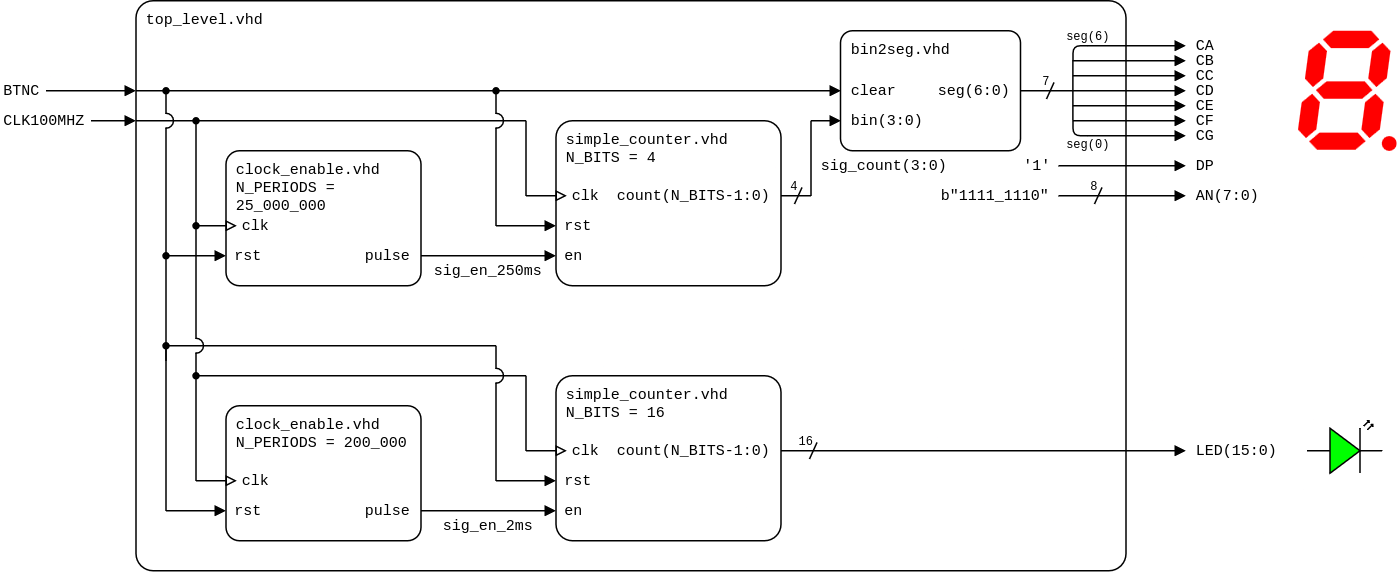 top_level.vhd
BTNC
CLK100MHZ
clock_enable.vhd
N_PERIODS =
25_000_000
clk
rst
pulse
sig_en_250ms
simple_counter.vhd
N_BITS = 4
clk
count(N_BITS-1:0)
rst
en
4
sig_count(3:0)
bin2seg.vhd
clear
seg(6:0)
bin(3:0)
7
seg(6)
seg(0)
CA
CB
CC
CD
CE
CF
CG
'1'
DP
b"1111_1110"
8
AN(7:0)
clock_enable.vhd
N_PERIODS = 200_000
clk
rst
pulse
sig_en_2ms
simple_counter.vhd
N_BITS = 16
clk
count(N_BITS-1:0)
rst
en
16
LED(15:0)